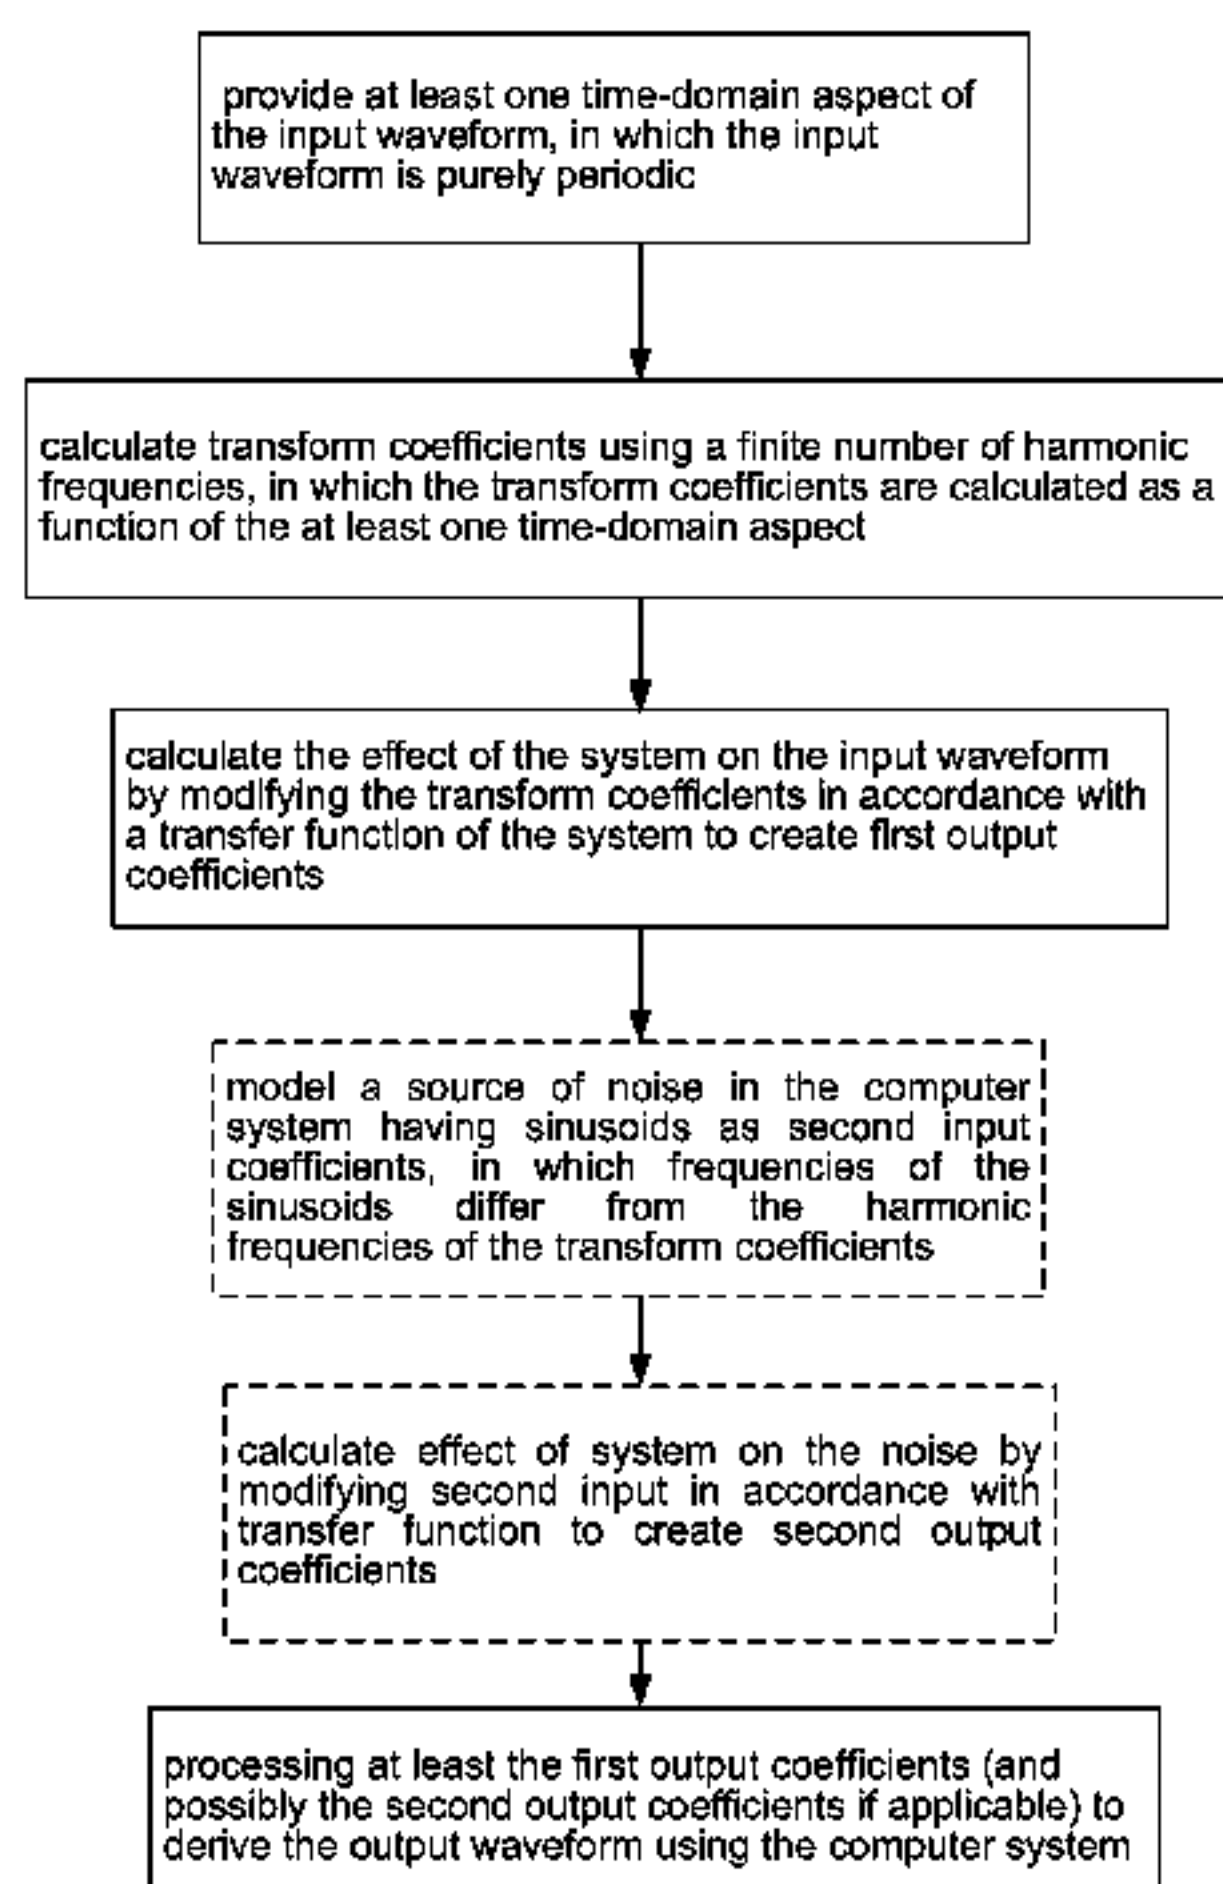 provide at least one time-domain aspect of
the input waveform, in which the input
waveform is purely periodic
calculate transform coefficients using a finite number of harmonic
frequencies, in which the transform coefficients are calculated as a
function of the at least one time-domain aspect
calculate the effect of the system on the input waveform
by modifying the transform coefficients in accordance with
a transfer function of the system to create first output
coefficients
model a source of noise in the computer
system having sinusoids as second input
coefficients, in which frequencies of the
sinusoids differ from the harmonic
frequencies of the transform coefficients
calculate effect of system on the noise by
modifying second input in accordance with
transfer function to create second output
coefficients
processing at least the first output coefficients (and
possibly the second output coefficients if applicable) to
derive the output waveform using the computer system